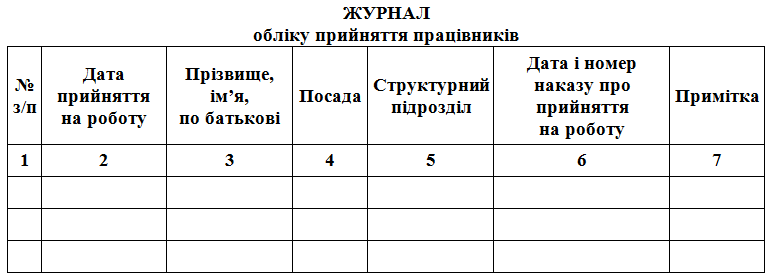 ЖУРНАЛ
обліку прийняття працівників
№
з/п
Дата
прийняття
на роботу
Прізвище,
ім’я,
по батькові
Посада
Структурний
підрозділ
Дата і номер
наказу про
прийняття
на роботу
Примітка
1 2 3 4 5 6 7